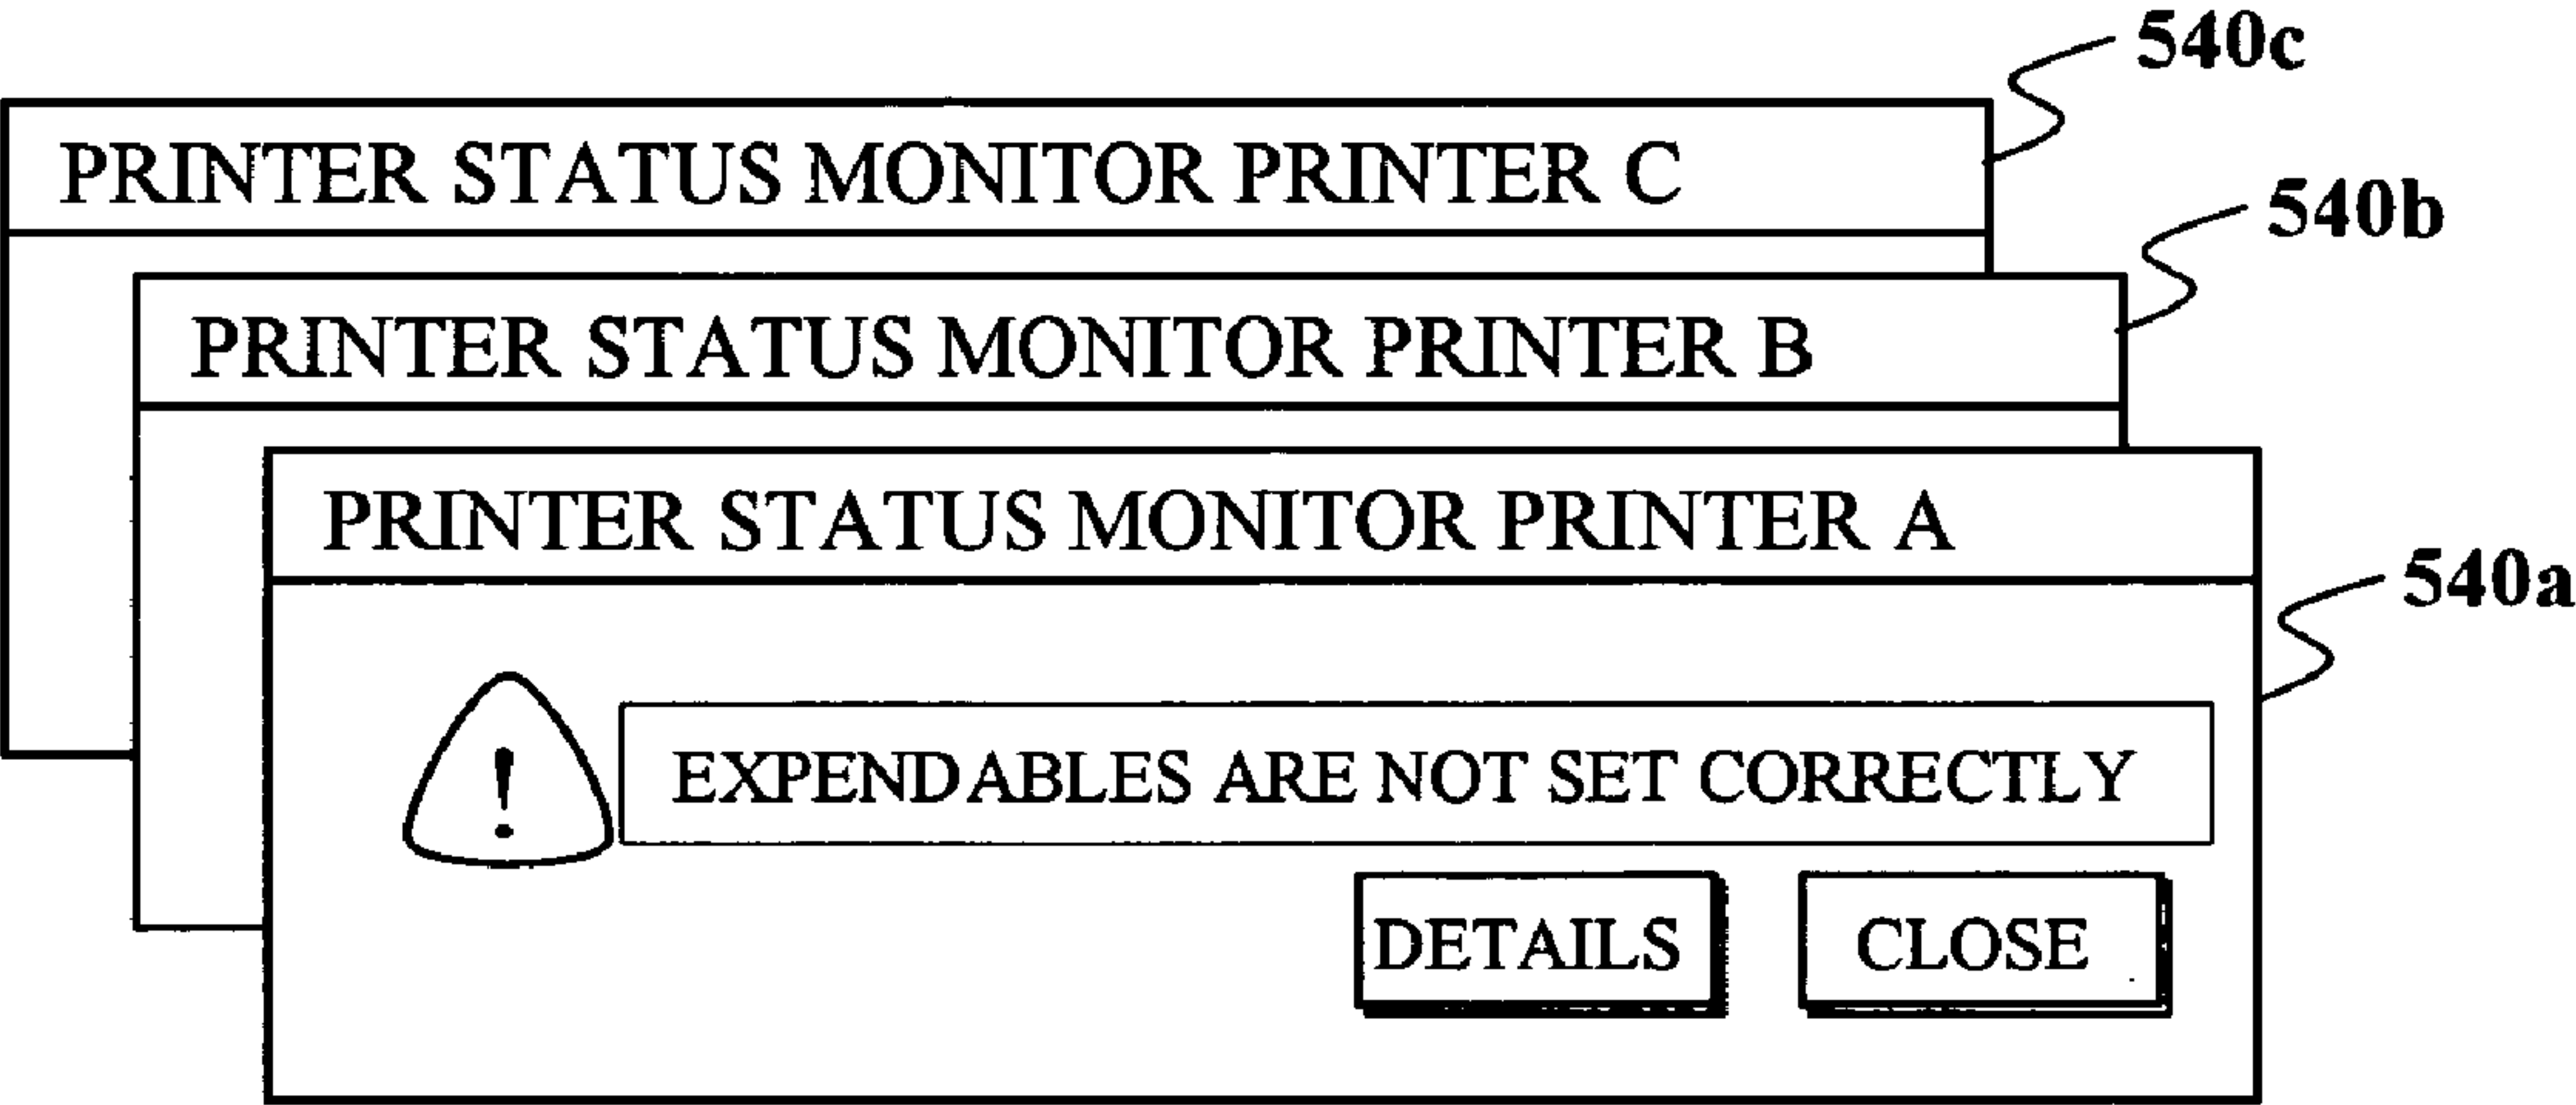 540c
PRINTER STATUS MONITOR PRINTER C
540b
PRINTER STATUS MONITOR PRINTER B
PRINTER STATUS MONITOR PRINTER A
540a
!
EXPENDABLES ARE NOT SET CORRECTLY
DETAILS
CLOSE